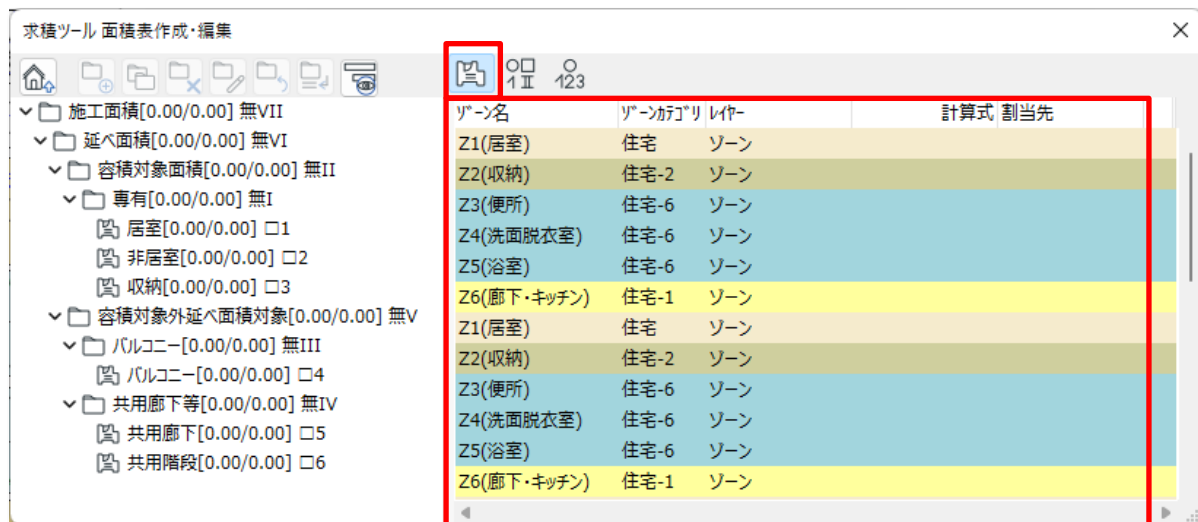 求積ツール 面積表作成・編集
1 123
施工面積[0.00/0.00] 無VII
延べ面積[0.00/0.00] 無VI
容積対象面積[0.00/0.00] 無II
専有[0.00/0.00] 無I
居室[0.00/0.00] □1
非居室[0.00/0.00] □2
収納[0.00/0.00] □3
容積対象外延べ面積対象[0.00/0.00] 無V
バルコニー[0.00/0.00] 無III
バルコニー[0.00/0.00] □4
共用廊下等[0.00/0.00] 無IV
共用廊下[0.00/0.00] □5
共用階段[0.00/0.00] □6
ゾーン名 ゾーンカテゴリ レイヤー 計算式 割当先
Z1(居室) 住宅 ゾーン
Z2(収納) 住宅-2 ゾーン
Z3(便所) 住宅-6 ゾーン
Z4(洗面脱衣室) 住宅-6 ゾーン
Z5(浴室) 住宅-6 ゾーン
Z6(廊下・キッチン) 住宅-1 ゾーン
Z1(居室) 住宅 ゾーン
Z2(収納) 住宅-2 ゾーン
Z3(便所) 住宅-6 ゾーン
Z4(洗面脱衣室) 住宅-6 ゾーン
Z5(浴室) 住宅-6 ゾーン
Z6(廊下・キッチン) 住宅-1 ゾーン